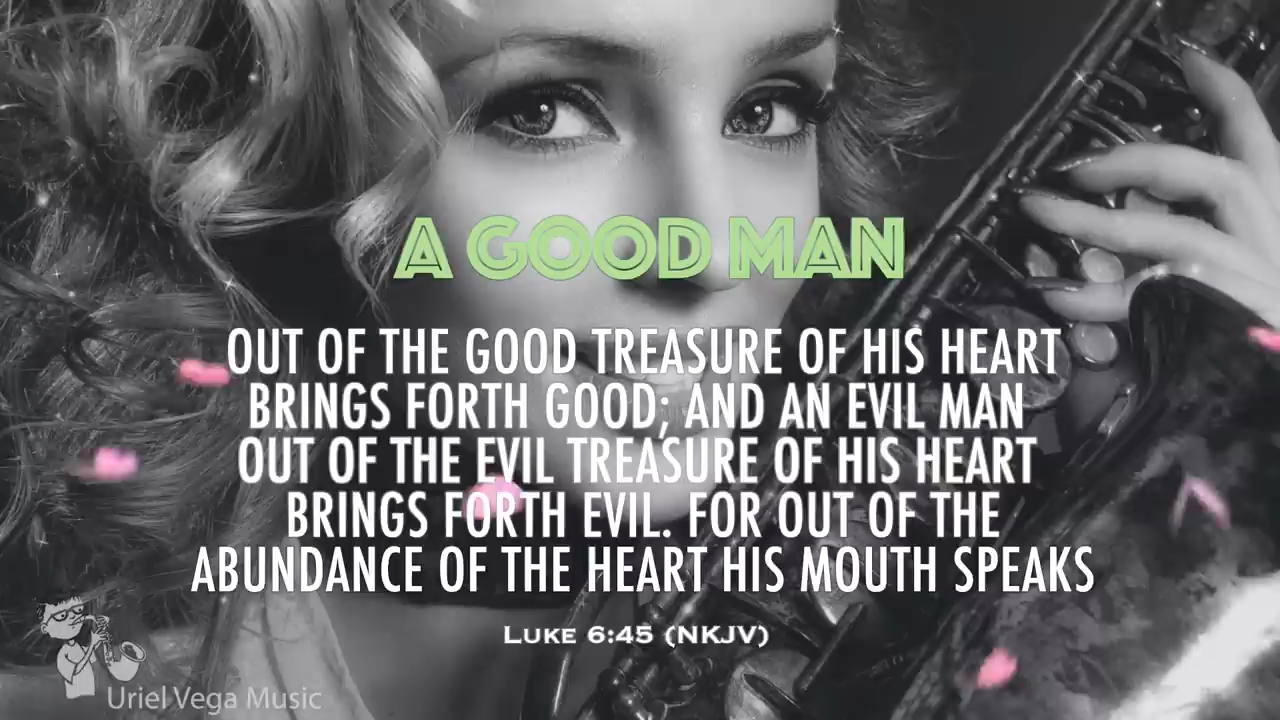 A GOOD MAN
OUT OF THE GOOD TREASURE OF HIS HEART
BRINGS FORTH GOOD; AND AN EVIL MAN
OUT OF THE EVIL TREASURE OF HIS HEART
BRINGS FORTH EVIL. FOR OUT OF THE
ABUNDANCE OF THE HEART HIS MOUTH SPEAKS
LUKE 6:45 (NKJV)
Uriel Vega Music